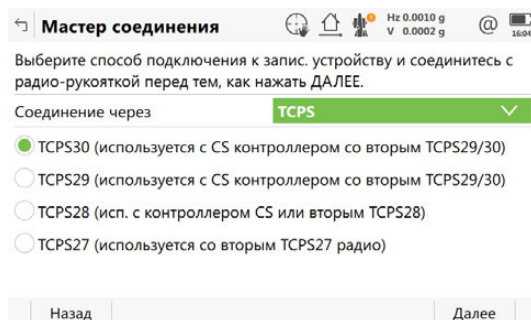 Мастер соединения
Hz 0.0010 g
V 0.0002 g
@
16:04
Выберите способ подключения к запис. устройству и соединитесь с
радио-рукояткой перед тем, как нажать ДАЛЕЕ.
Соединение через TCPS
TCPS30 (используется с CS контроллером со вторым TCPS29/30)
TCPS29 (используется с CS контроллером со вторым TCPS29/30)
TCPS28 (исп. с контроллером CS или вторым TCPS28)
TCPS27 (используется со вторым TCPS27 радио)
Назад Далее